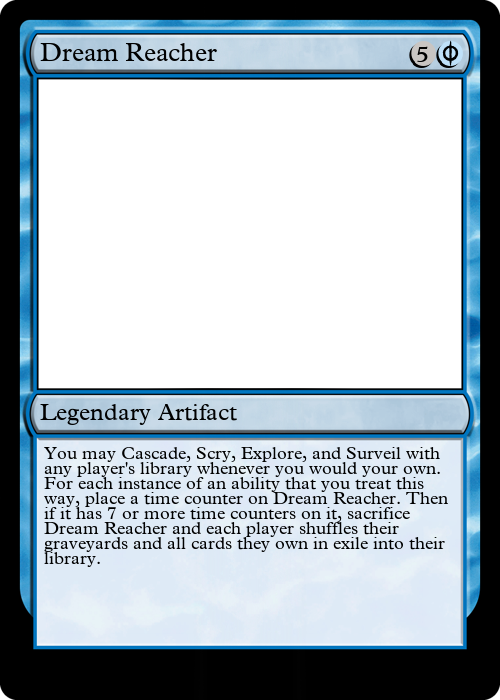 Dream Reacher 5
Legendary Artifact
You may Cascade, Scry, Explore, and Surveil with
any player's library whenever you would your own.
For each instance of an ability that you treat this
way, place a time counter on Dream Reacher. Then
if it has 7 or more time counters on it, sacrifice
Dream Reacher and each player shuffles their
graveyards and all cards they own in exile into their
library.